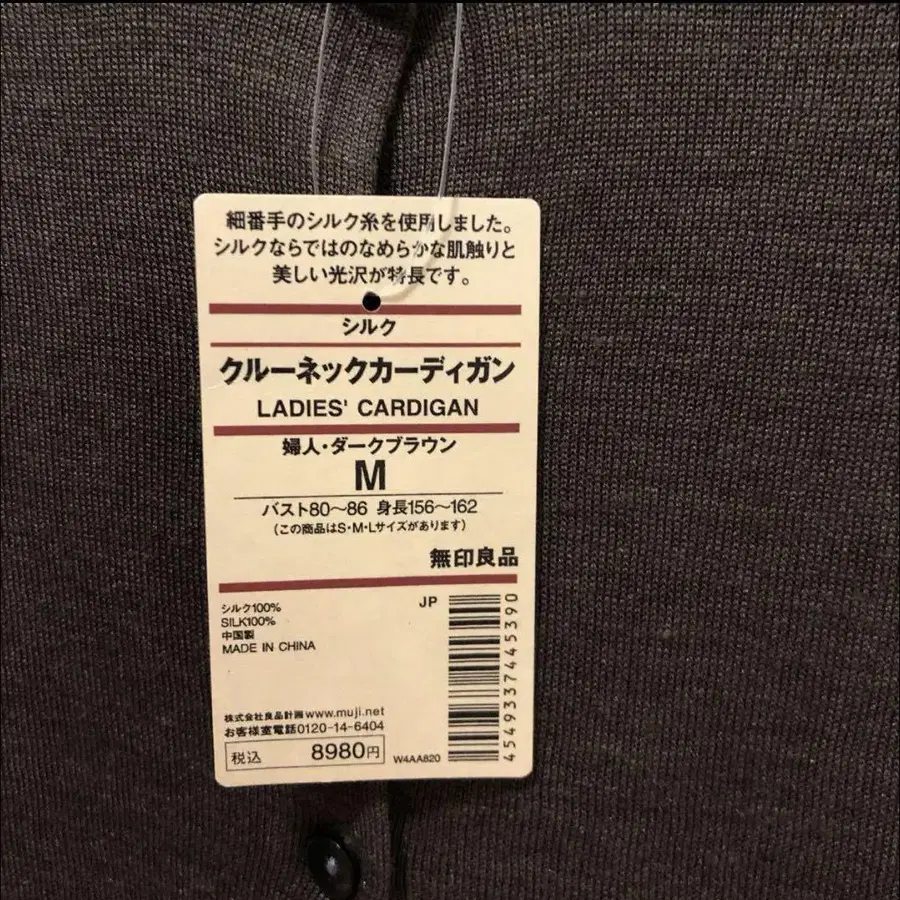 細番手のシルク糸を使用しました。
シルクならではのなめらかな肌触りと
美しい光沢が特長です。
シルク
クルーネックカーディガン
LADIES' CARDIGAN
婦人・ダークブラウン
M
バスト80〜86 身長156〜162
(この商品はS・M・Lサイズがあります)
無印良品
シルク100%
SILK100%
中国製
MADE IN CHINA
JP
4549337445390
株式会社良品計画 www.muji.net
お客様室電話0120-14-6404
税込 8980円
W4AA820